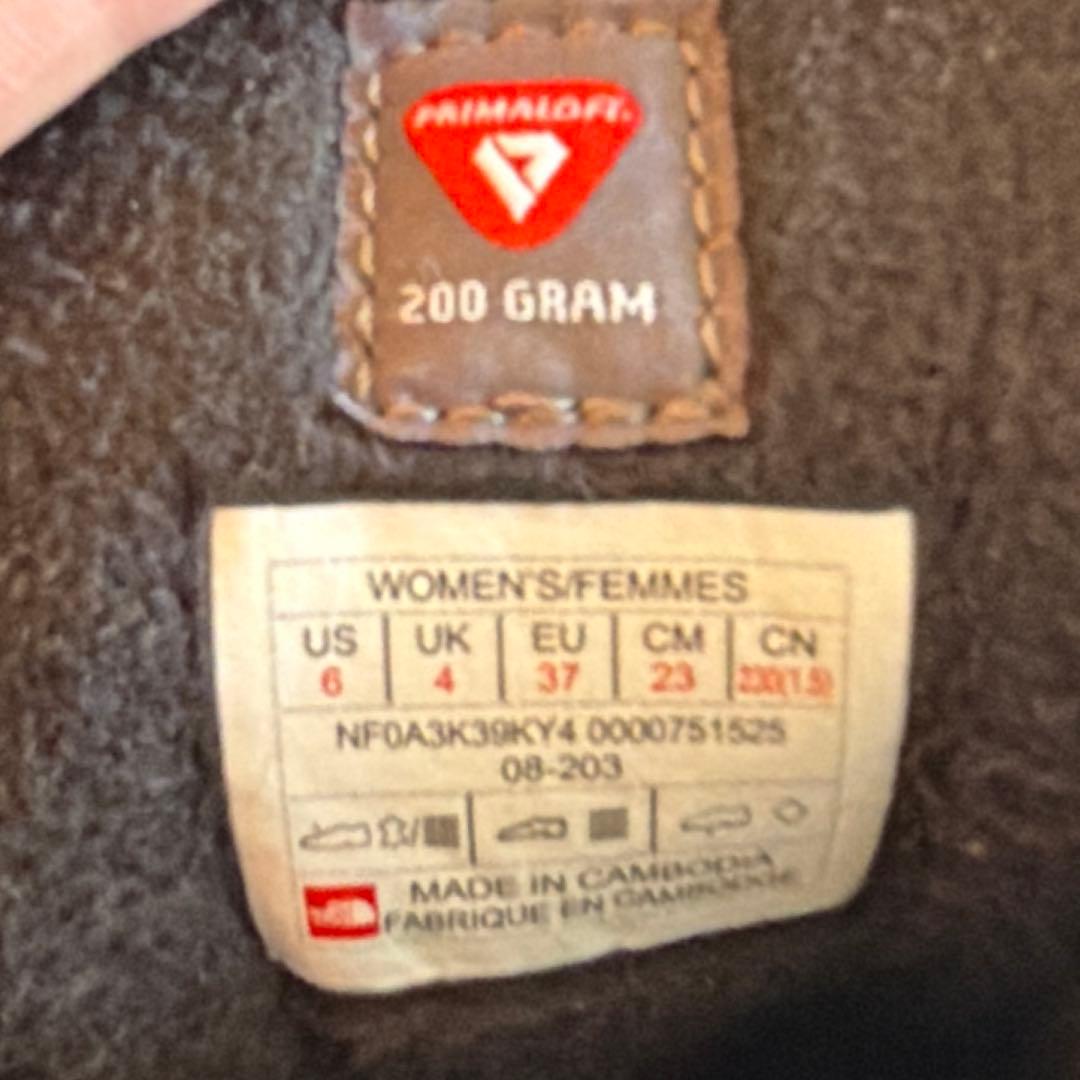 PRIMALOFT.
200 GRAM
WOMEN'S/FEMMES
US UK EU CM CN
6 4 37 23 230(1.5)
NF0A3K39KY4 0000751525
08-203
MADE IN CAMBODIA
FABRIQUE EN CAMBODGE